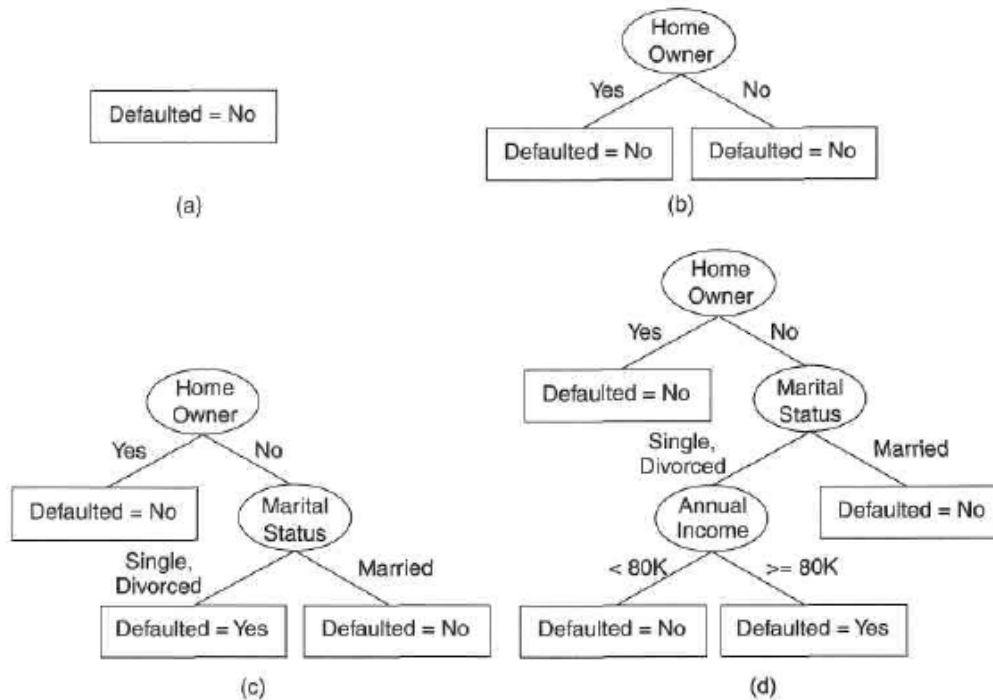 Defaulted = No
(a)
Home
Owner
Yes
No
Defaulted = No
Defaulted = No
(b)
Home
Owner
Yes
No
Defaulted = No
Marital
Status
Single,
Divorced
Married
Defaulted = Yes
Defaulted = No
(c)
Home
Owner
Yes
No
Defaulted = No
Marital
Status
Single,
Divorced
Married
Annual
Income
Defaulted = No
< 80K
>= 80K
Defaulted = No
Defaulted = Yes
(d)